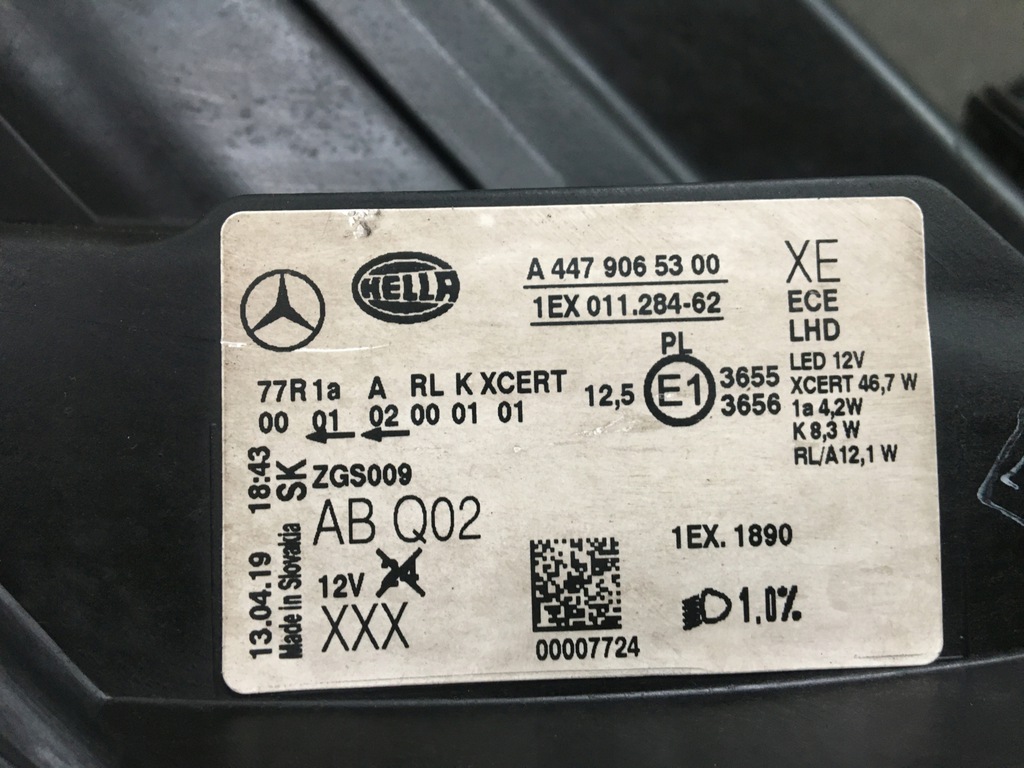 HELLA
A 447 906 53 00
1EX 011.284-62
XE
ECE
LHD
LED 12V
XCERT 46,7 W
1a 4,2W
K 8,3 W
RL/A12,1 W
PL
77R 1a A RL K XCERT
12,5 E1 3655
3656
00 01 02 00 01 01
13.04.19 18:43
Made in Slovakia SK
ZGS009
AB Q02
12V
XXX
00007724
1EX. 1890
1,0%